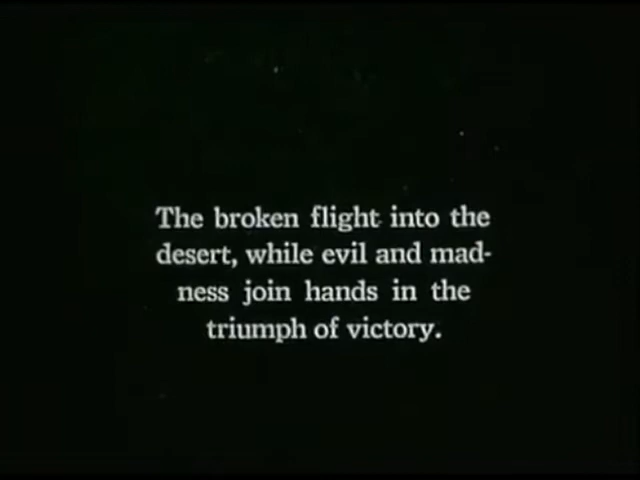 The broken flight into the
desert, while evil and mad-
ness join hands in the
triumph of victory.